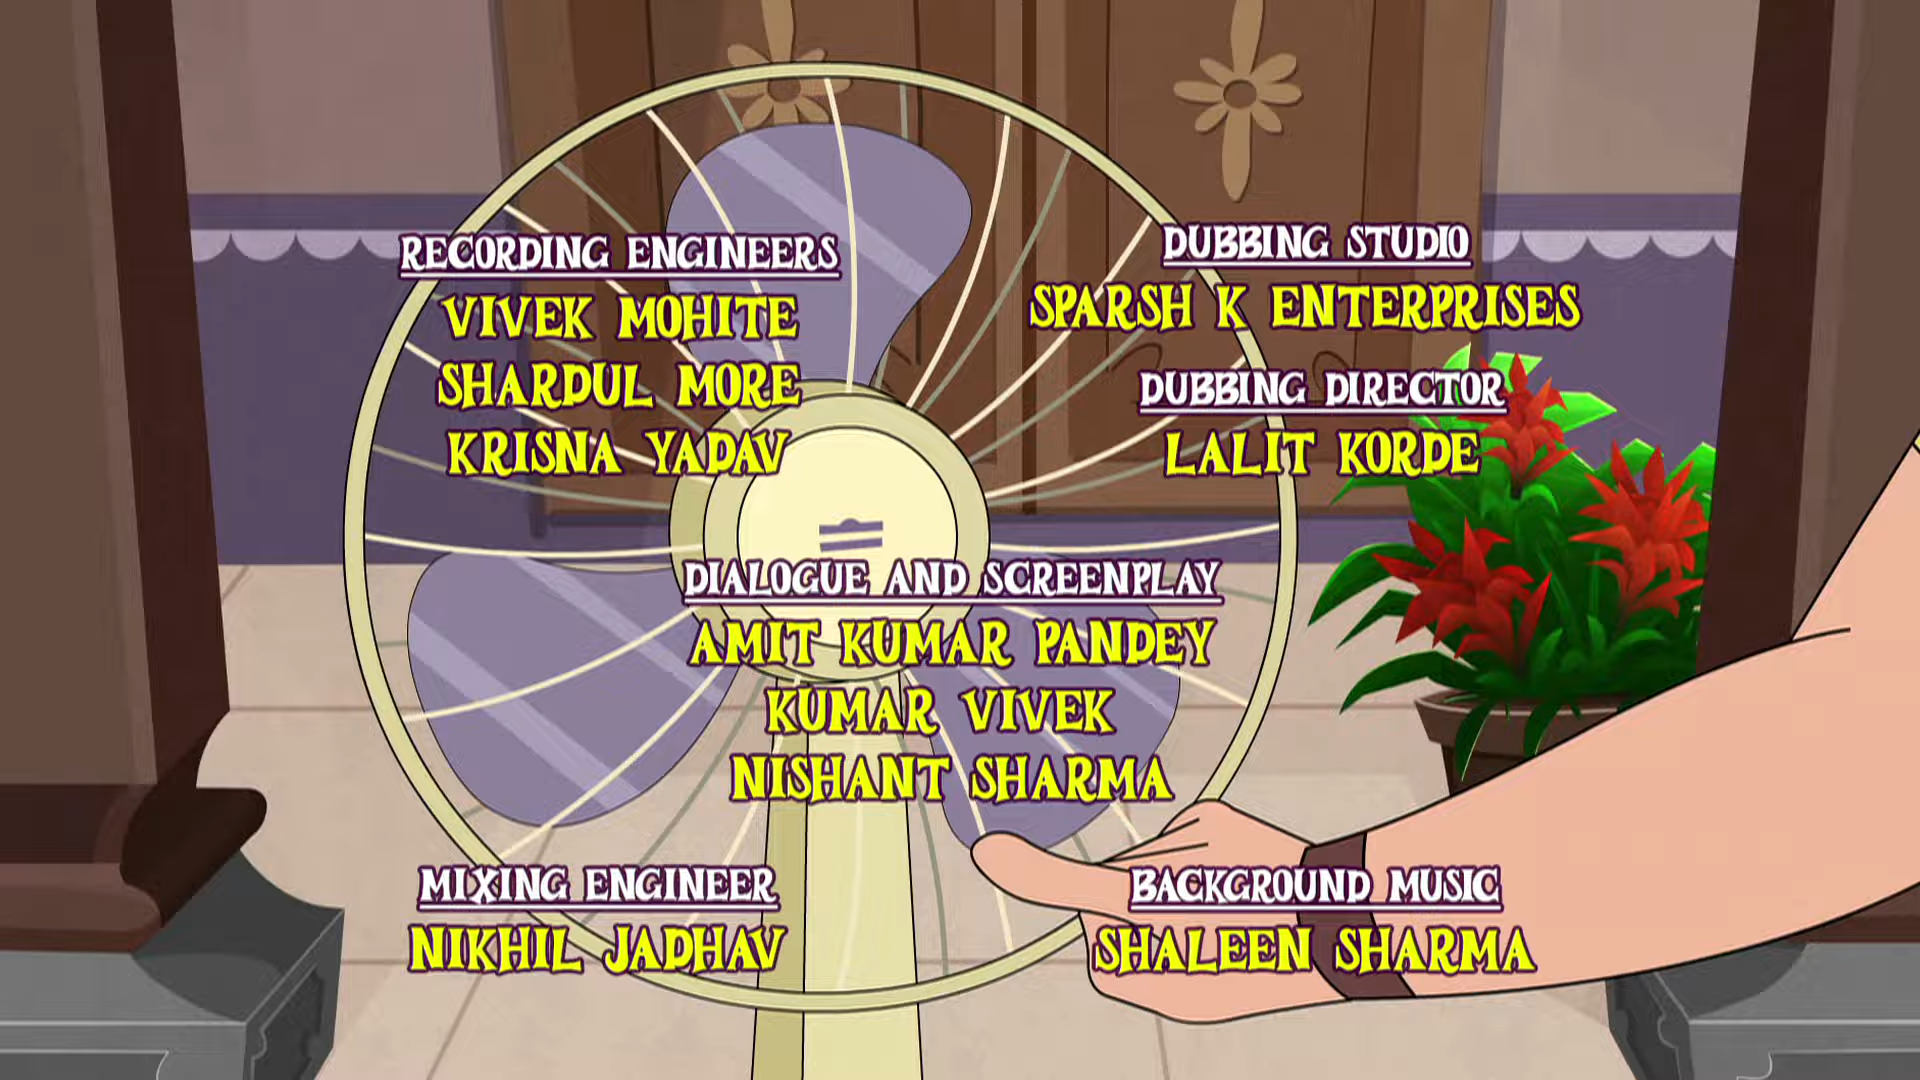 RECORDING ENGINEERS
VIVEK MOHITE
SHARDUL MORE
KRISNA YADAV
DUBBING STUDIO
SPARSH K ENTERPRISES
DUBBING DIRECTOR
LALIT KORDE
DIALOGUE AND SCREENPLAY
AMIT KUMAR PANDEY
KUMAR VIVEK
NISHANT SHARMA
MIXING ENGINEER
NIKHIL JADHAV
BACKGROUND MUSIC
SHALEEN SHARMA